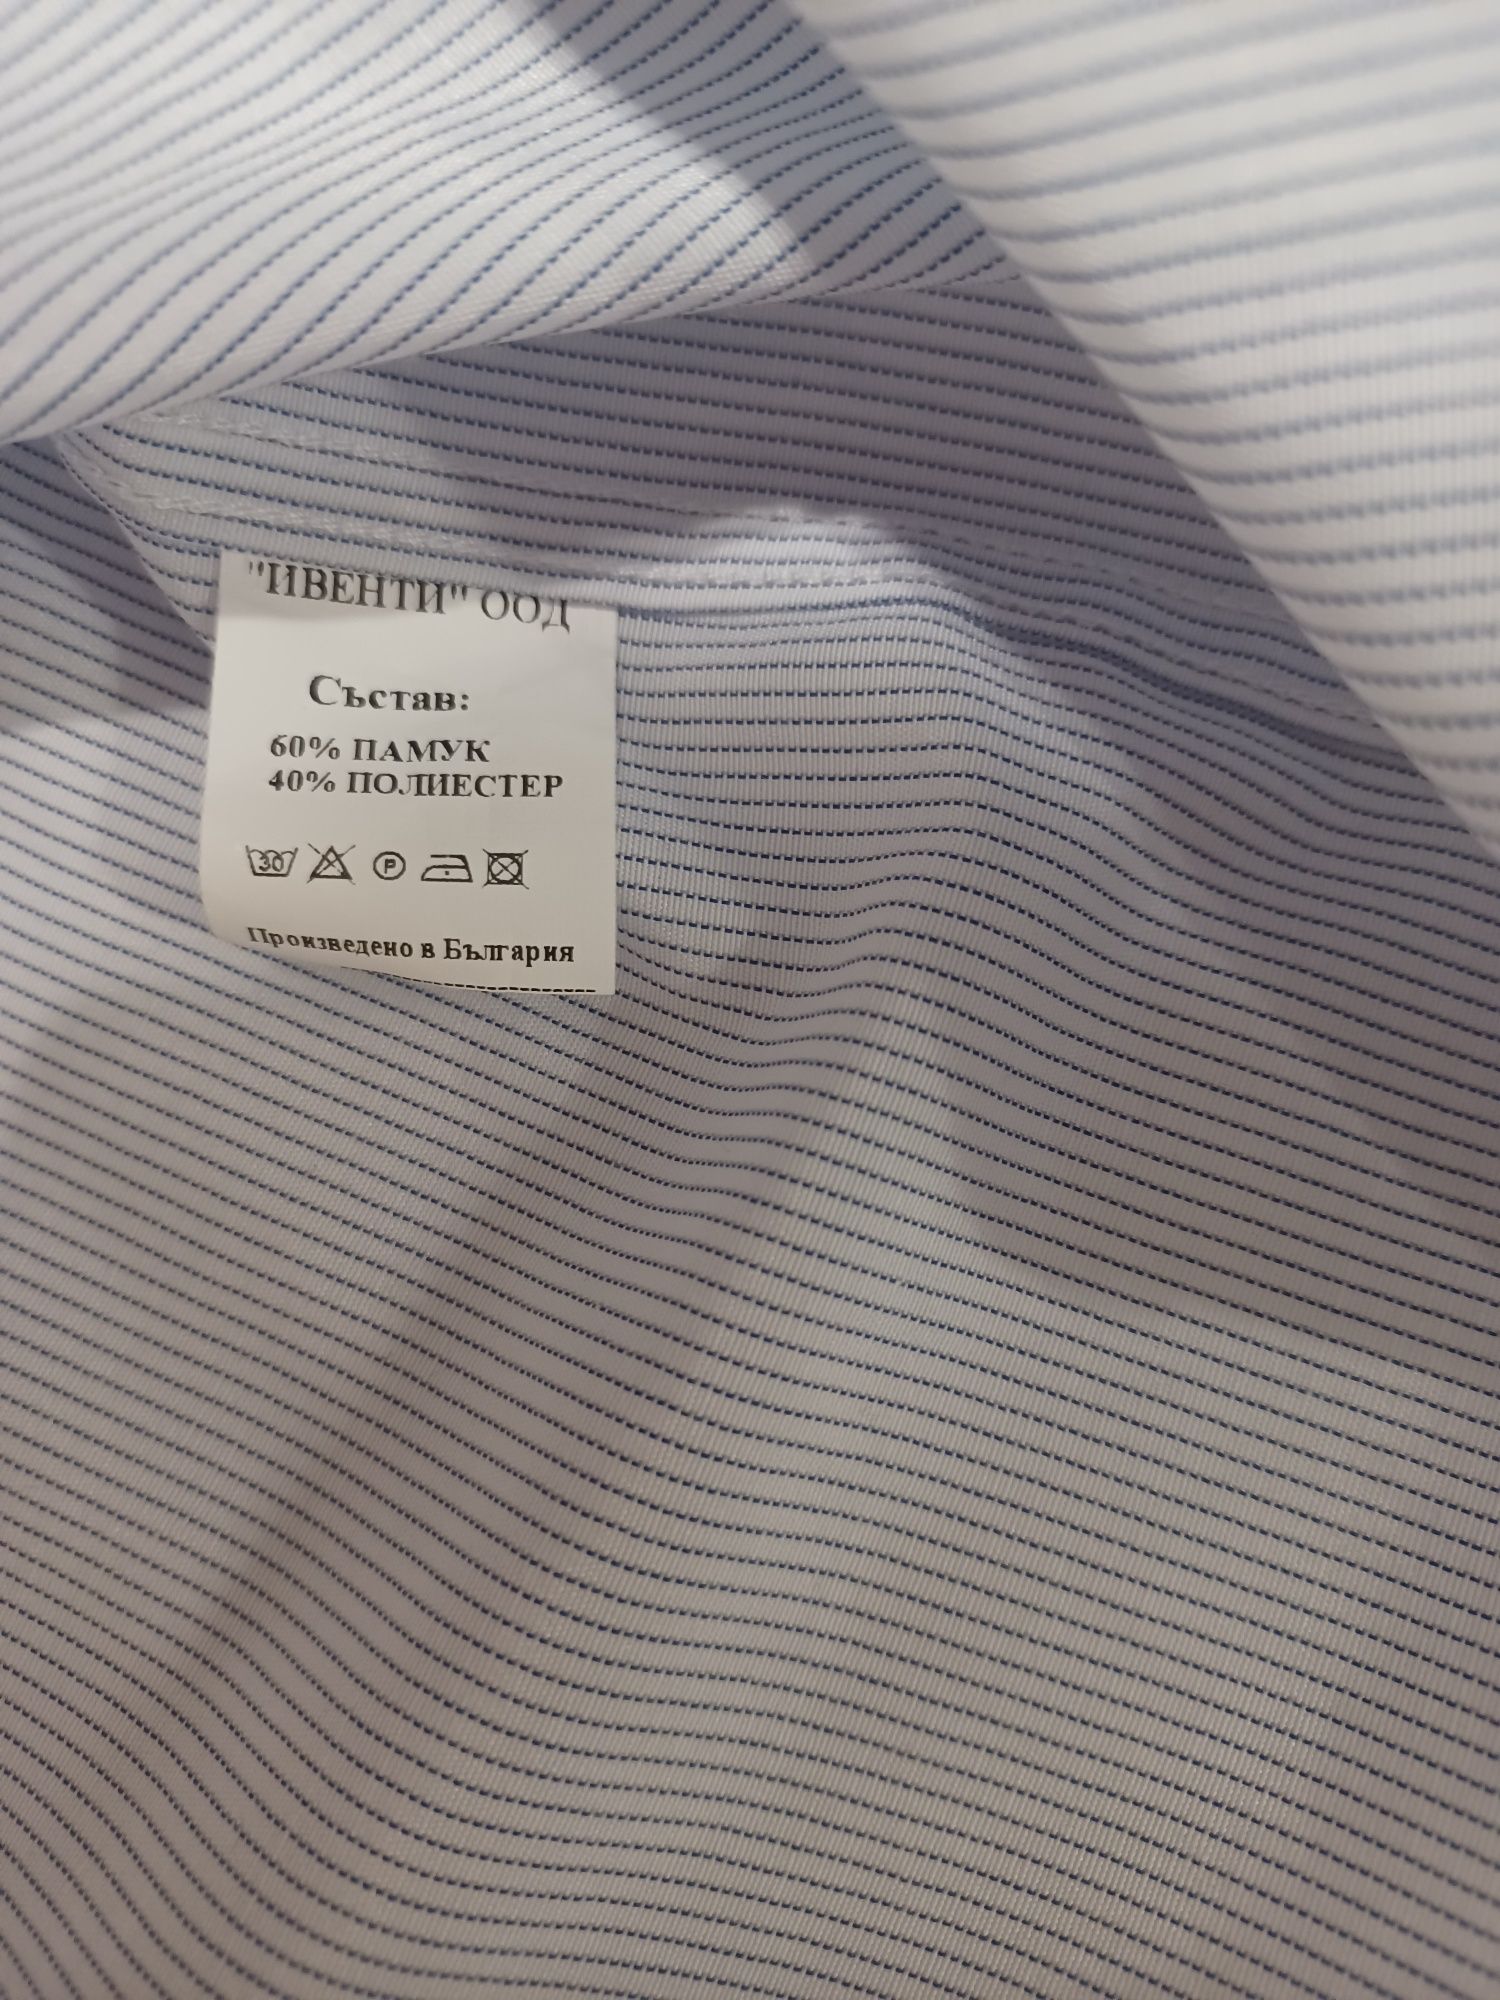 "ИВЕНТИ" ООД
Състав:
60% ПАМУК
40% ПОЛИЕСТЕР
30 P
Произведено в България